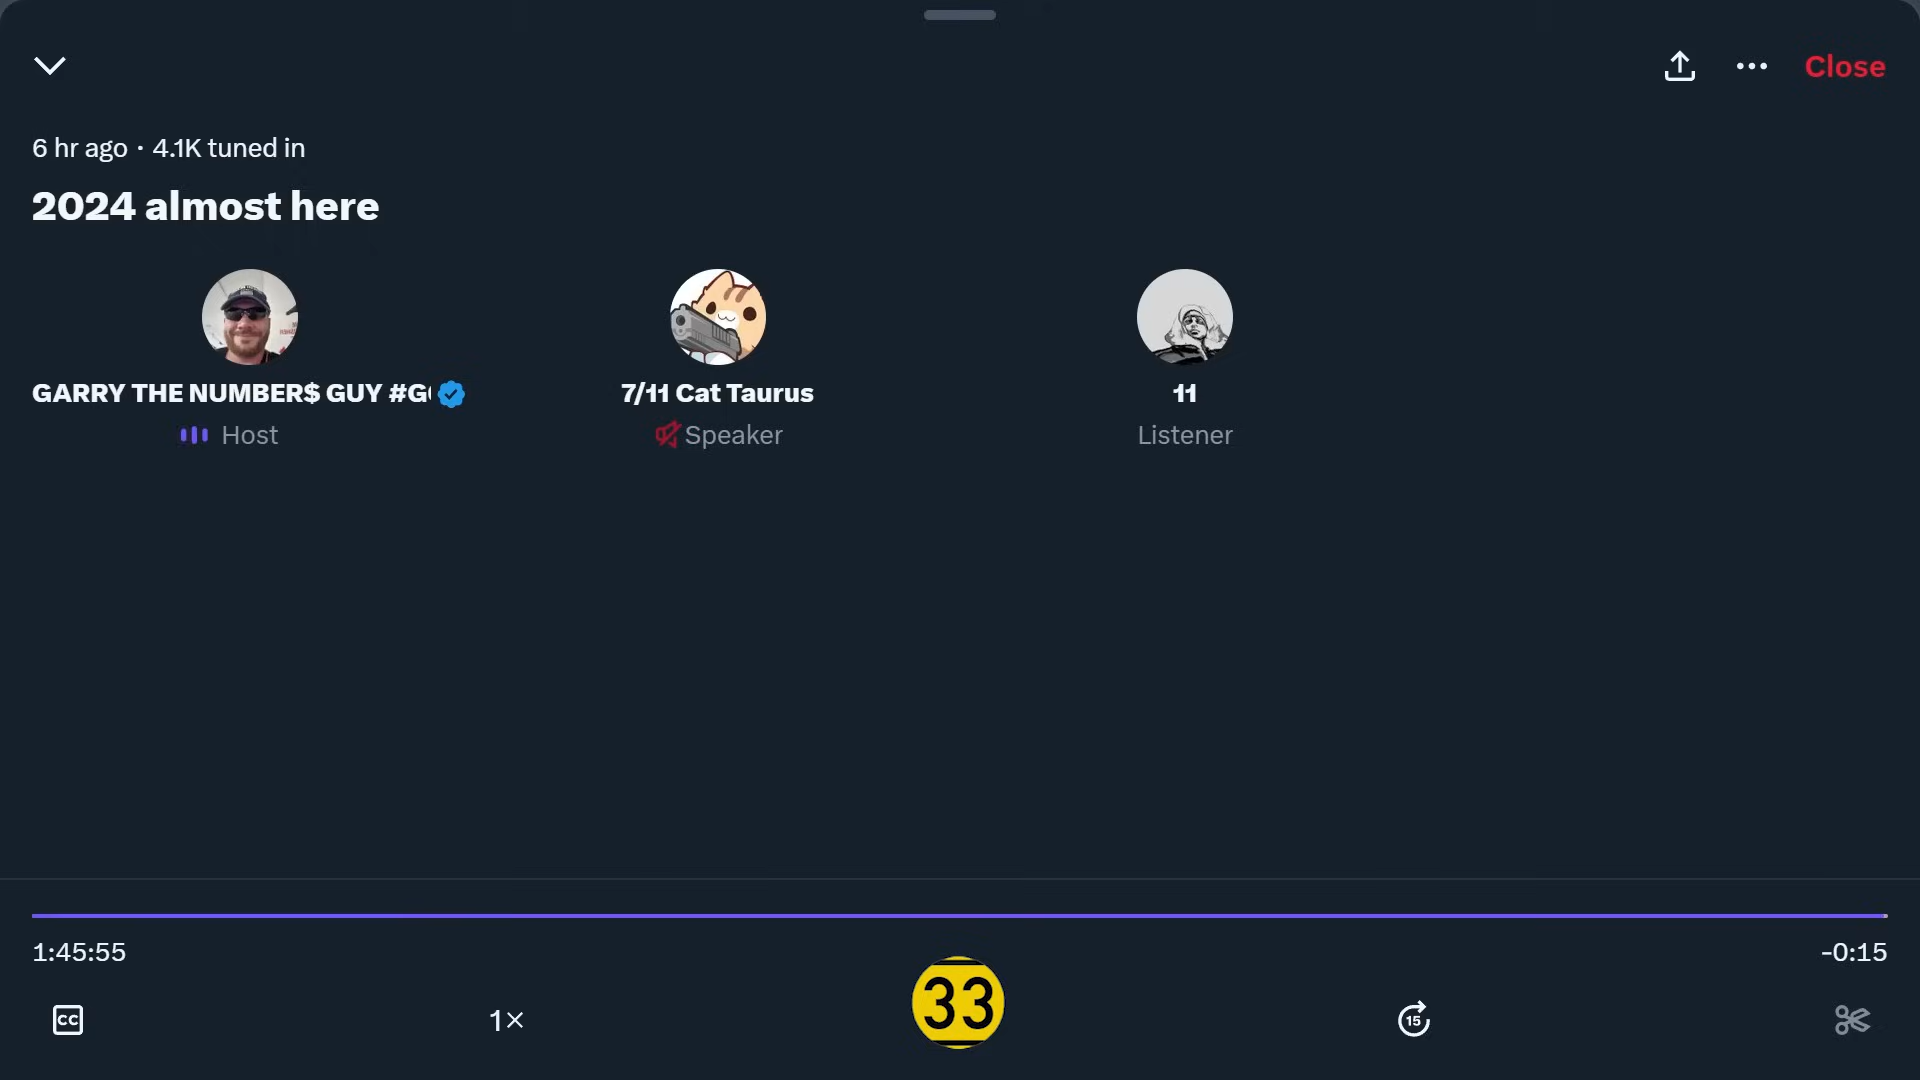 Close
6 hr ago · 4.1K tuned in
2024 almost here
GARRY THE NUMBER$ GUY
7/11 Cat Taurus
11
Host
Speaker
Listener
1:45:55
-0:15
CC
1×
33
15